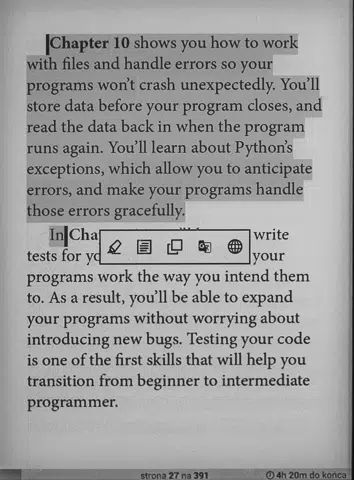 Chapter 10 shows you how to work
with files and handle errors so your
programs won't crash unexpectedly. You'll
store data before your program closes, and
read the data back in when the program
runs again. You'll learn about Python's
exceptions, which allow you to anticipate
errors, and make your programs handle
those errors gracefully.
In Cha write
tests for yo your
programs work the way you intend them
to. As a result, you'll be able to expand
your programs without worrying about
introducing new bugs. Testing your code
is one of the first skills that will help you
transition from beginner to intermediate
programmer.
strona 27 na 391 4h 20m do końca